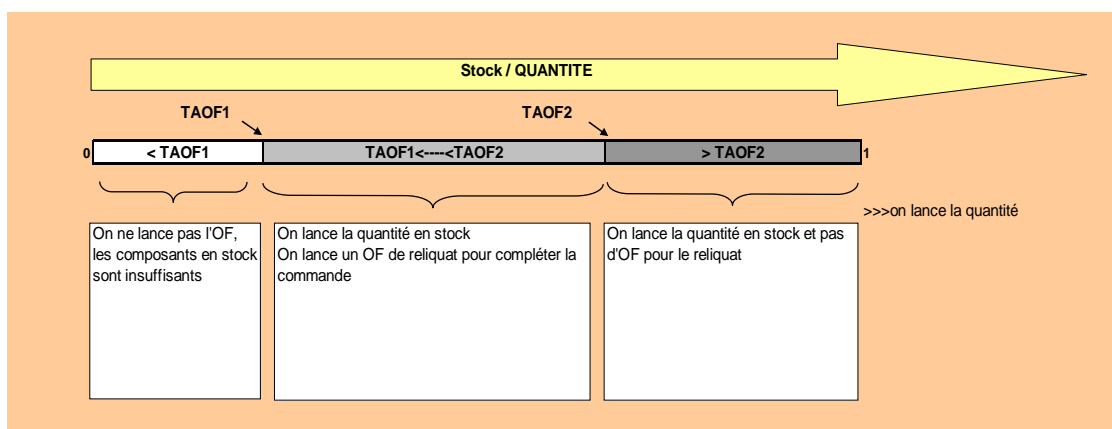 Stock / QUANTITE
TAOF1
TAOF2
0
< TAOF1
TAOF1<----<TAOF2
> TAOF2
1
>>>on lance la quantité
On ne lance pas l'OF,
les composants en stock
sont insuffisants
On lance la quantité en stock
On lance un OF de reliquat pour compléter la
commande
On lance la quantité en stock et pas
d'OF pour le reliquat